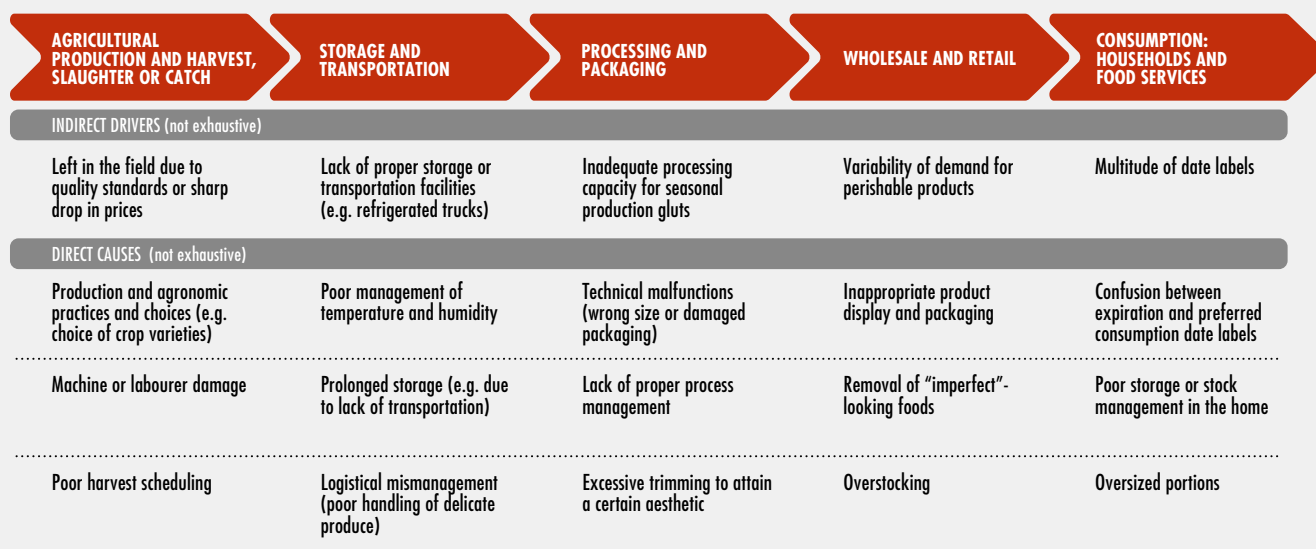 AGRICULTURAL
PRODUCTION AND HARVEST,
SLAUGHTER OR CATCH
STORAGE AND
TRANSPORTATION
PROCESSING AND
PACKAGING
WHOLESALE AND RETAIL
CONSUMPTION:
HOUSEHOLDS AND
FOOD SERVICES
INDIRECT DRIVERS (not exhaustive)
Left in the field due to
quality standards or sharp
drop in prices
Lack of proper storage or
transportation facilities
(e.g. refrigerated trucks)
Inadequate processing
capacity for seasonal
production gluts
Variability of demand for
perishable products
Multitude of date labels
DIRECT CAUSES (not exhaustive)
Production and agronomic
practices and choices (e.g.
choice of crop varieties)
Poor management of
temperature and humidity
Technical malfunctions
(wrong size or damaged
packaging)
Inappropriate product
display and packaging
Confusion between
expiration and preferred
consumption date labels
Machine or labourer damage
Prolonged storage (e.g. due
to lack of transportation)
Lack of proper process
management
Removal of “imperfect”-
looking foods
Poor storage or stock
management in the home
Poor harvest scheduling
Logistical mismanagement
(poor handling of delicate
produce)
Excessive trimming to attain
a certain aesthetic
Overstocking
Oversized portions